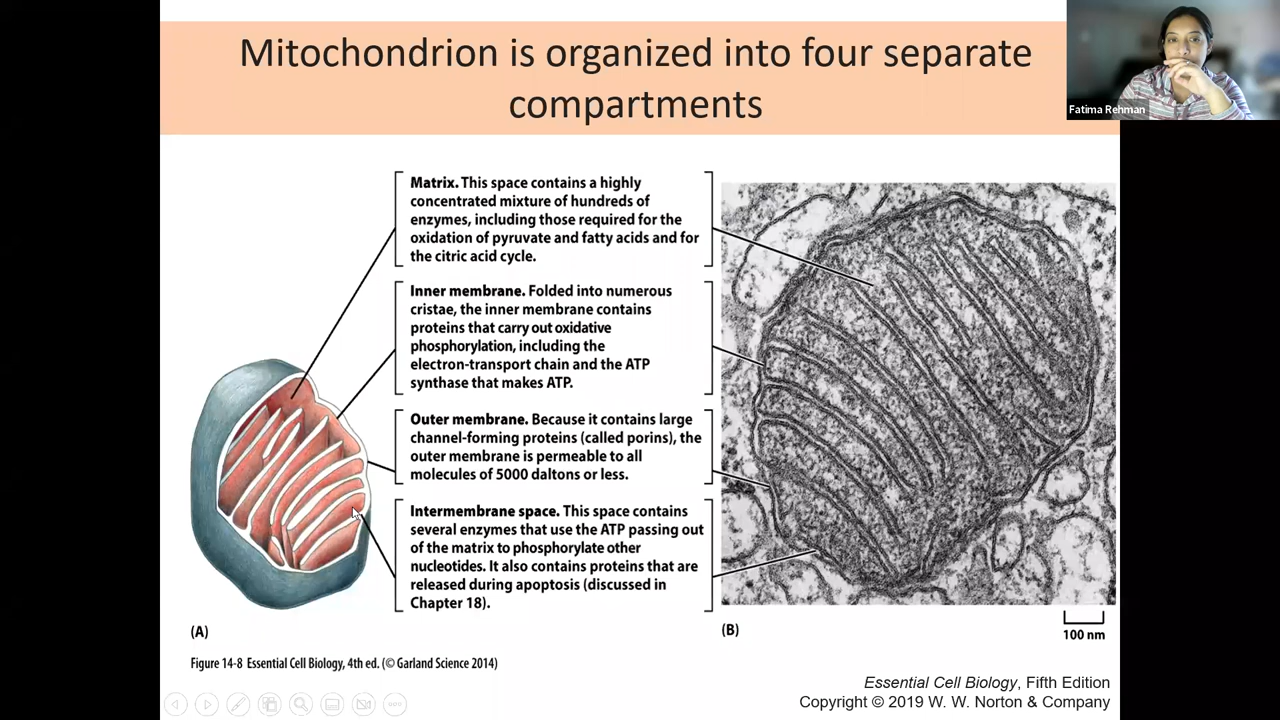 Mitochondrion is organized into four separate
compartments
Fatima Rehman
Matrix. This space contains a highly
concentrated mixture of hundreds of
enzymes, including those required for the
oxidation of pyruvate and fatty acids and for
the citric acid cycle.
Inner membrane. Folded into numerous
cristae, the inner membrane contains
proteins that carry out oxidative
phosphorylation, including the
electron-transport chain and the ATP
synthase that makes ATP.
Outer membrane. Because it contains large
channel-forming proteins (called porins), the
outer membrane is permeable to all
molecules of 5000 daltons or less.
Intermembrane space. This space contains
several enzymes that use the ATP passing out
of the matrix to phosphorylate other
nucleotides. It also contains proteins that are
released during apoptosis (discussed in
Chapter 18).
(A)
(B)
100 nm
Figure 14-8 Essential Cell Biology, 4th ed. (© Garland Science 2014)
Essential Cell Biology, Fifth Edition
Copyright © 2019 W. W. Norton & Company